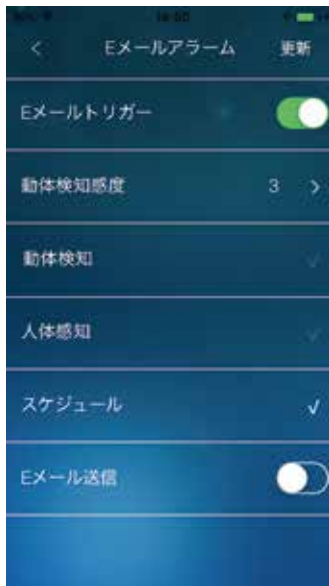 Eメールアラーム
更新
Eメールトリガー
動体検知感度 3
動体検知
人体感知
スケジュール
Eメール送信